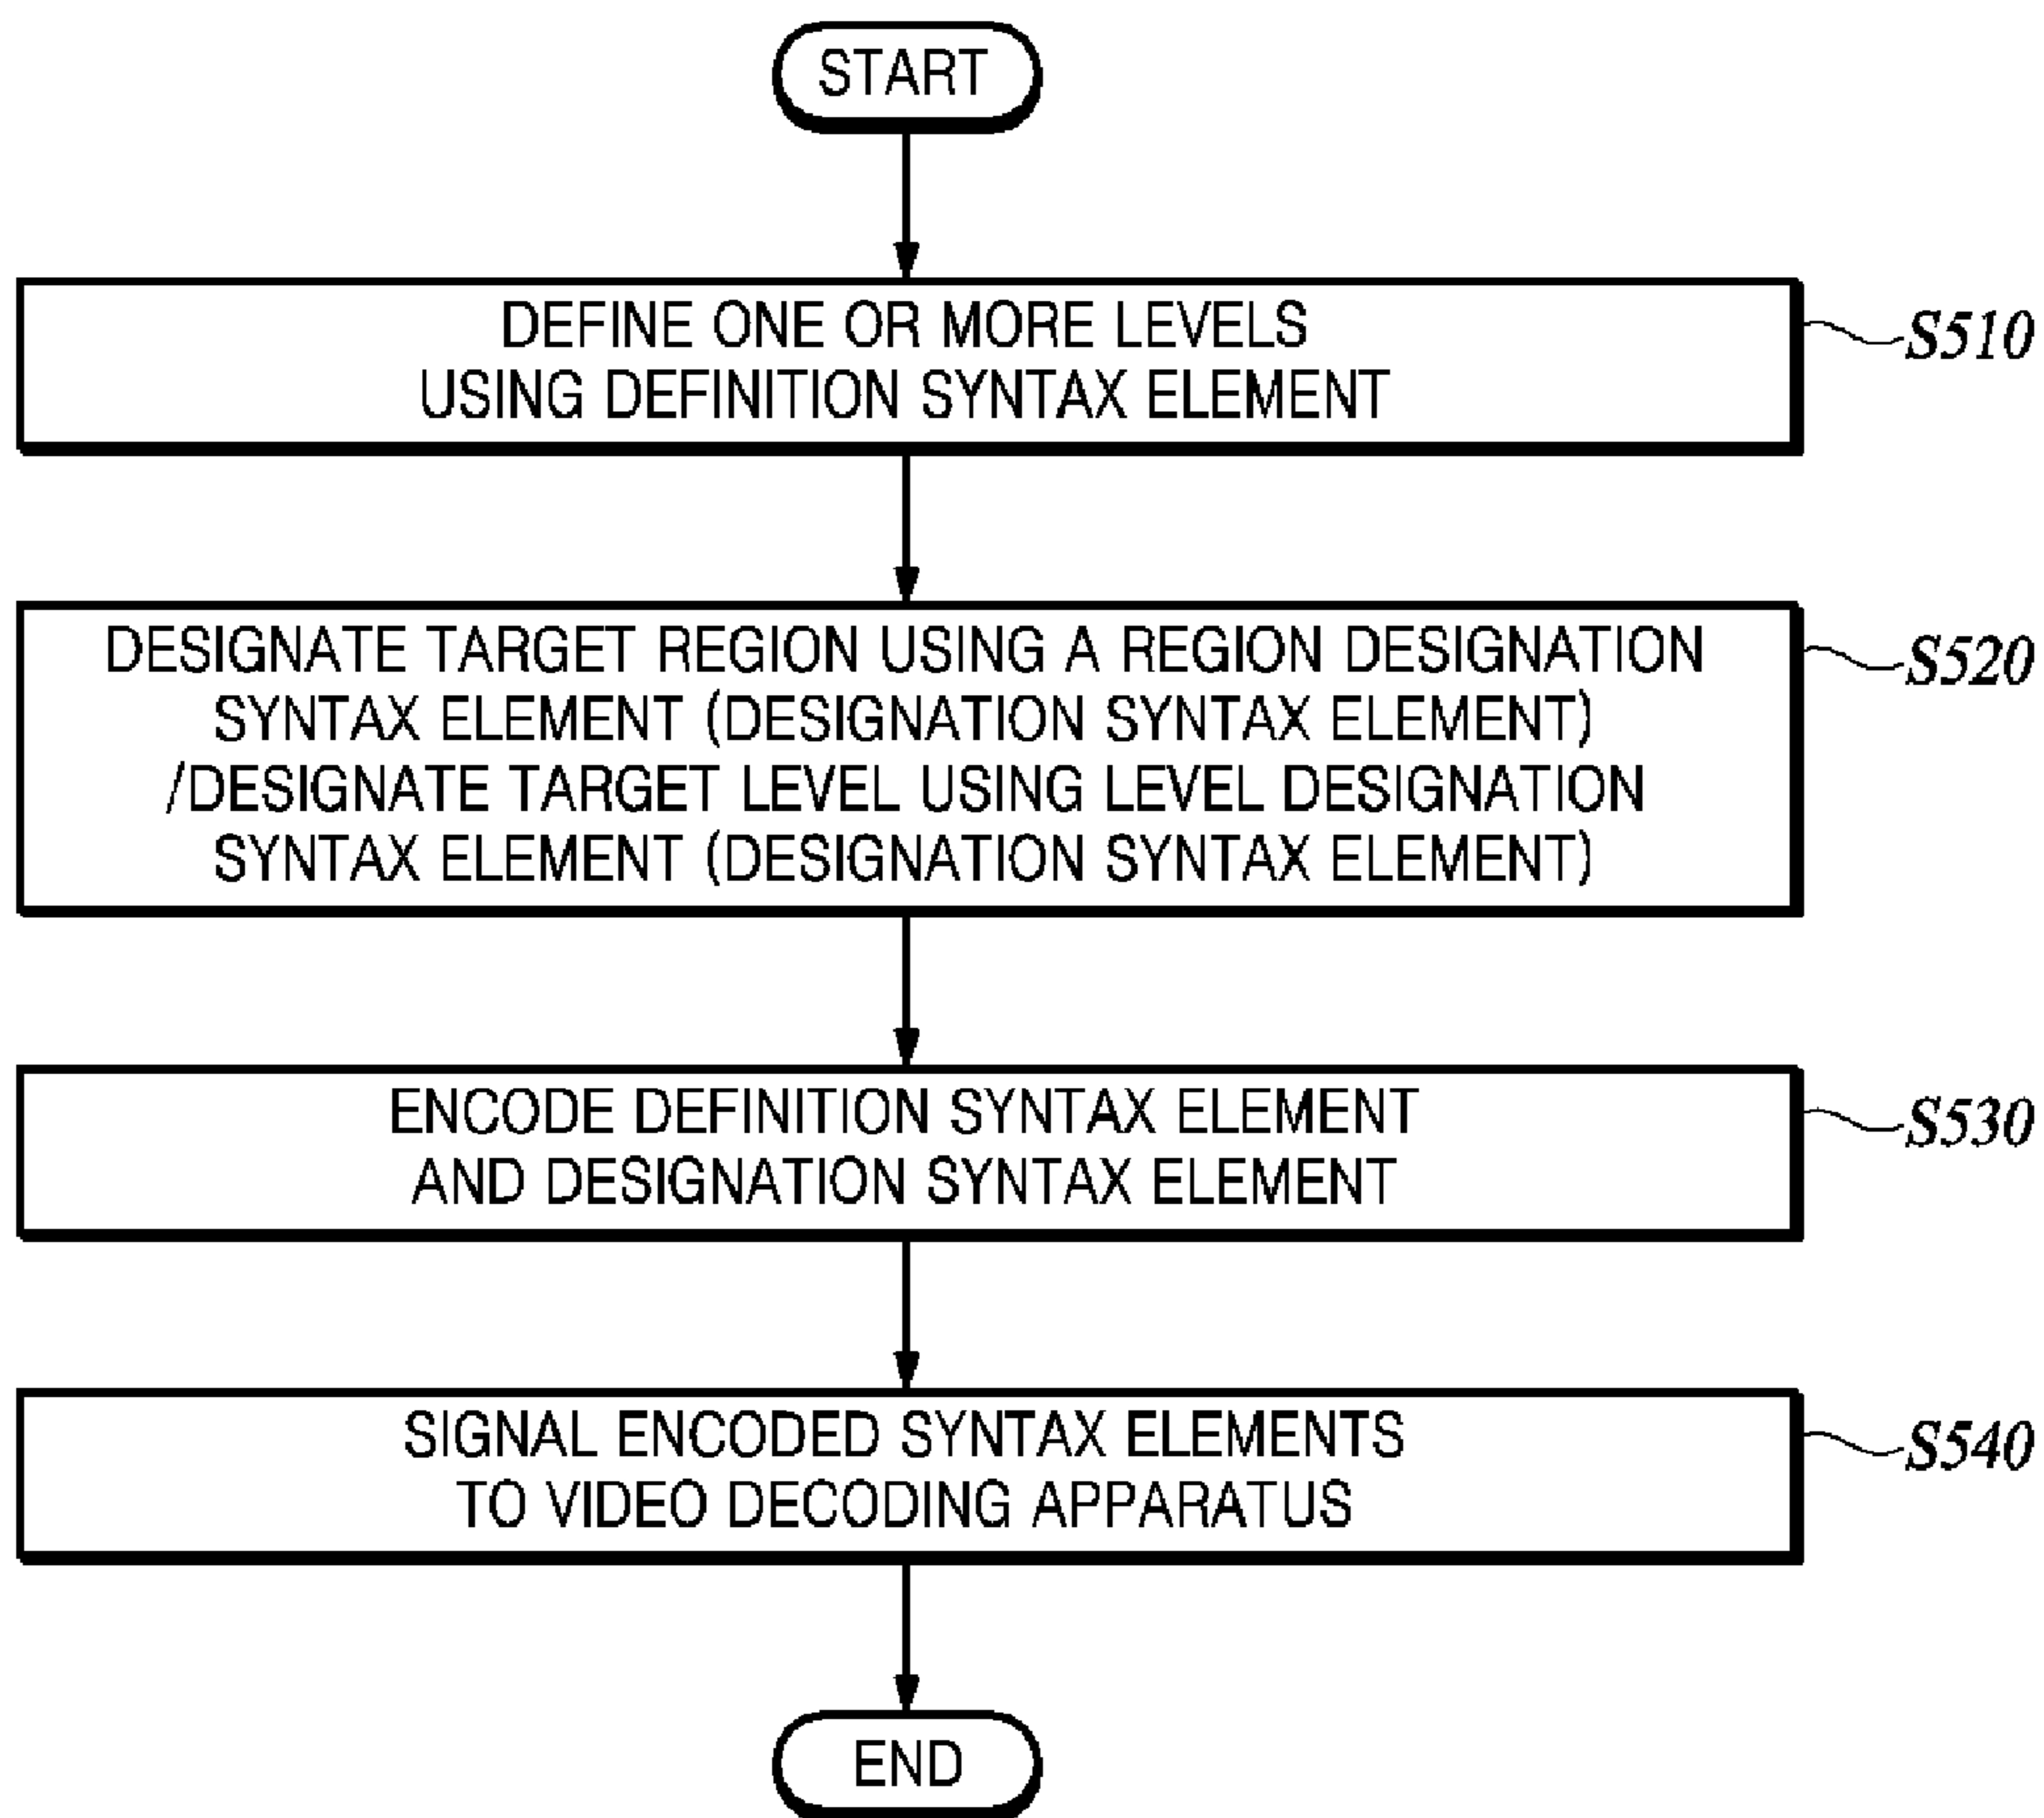 START
DEFINE ONE OR MORE LEVELS
USING DEFINITION SYNTAX ELEMENT
S510
DESIGNATE TARGET REGION USING A REGION DESIGNATION
SYNTAX ELEMENT (DESIGNATION SYNTAX ELEMENT)
/DESIGNATE TARGET LEVEL USING LEVEL DESIGNATION
SYNTAX ELEMENT (DESIGNATION SYNTAX ELEMENT)
S520
ENCODE DEFINITION SYNTAX ELEMENT
AND DESIGNATION SYNTAX ELEMENT
S530
SIGNAL ENCODED SYNTAX ELEMENTS
TO VIDEO DECODING APPARATUS
S540
END